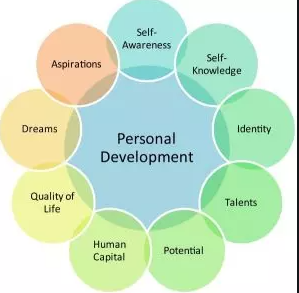 Self-
Awareness
Self-
Knowledge
Identity
Talents
Potential
Human
Capital
Quality of
Life
Dreams
Aspirations
Personal
Development